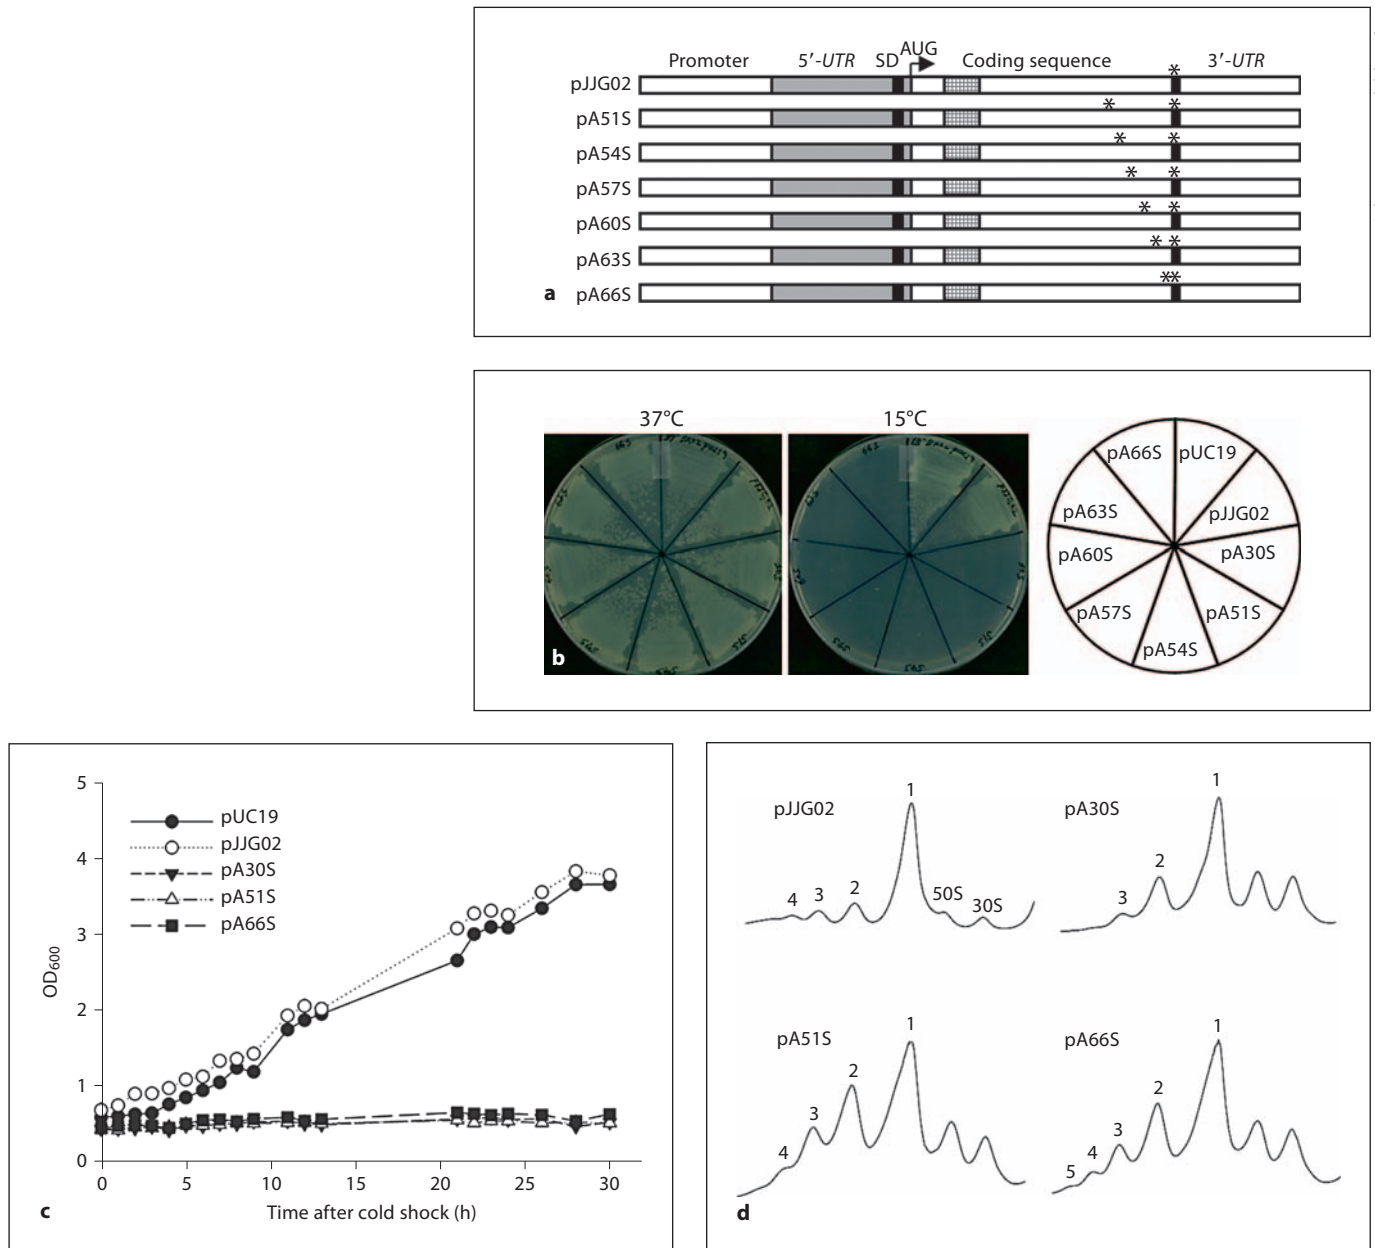 Promoter 5′-UTR SD AUG Coding sequence 3′-UTR
pJJG02 *
pA51S * *
pA54S * *
pA57S * *
pA60S * *
pA63S * *
a pA66S **
37°C 15°C
pA66S pUC19
pA63S pJJG02
pA60S pA30S
pA57S pA51S
pA54S
b
5
4
3
2
1
0
OD600
pUC19
pJJG02
pA30S
pA51S
pA66S
0 5 10 15 20 25 30
c Time after cold shock (h)
pJJG02
4 3 2 1 50S 30S
pA30S
3 2 1
pA51S
4 3 2 1
pA66S
5 4 3 2 1
d